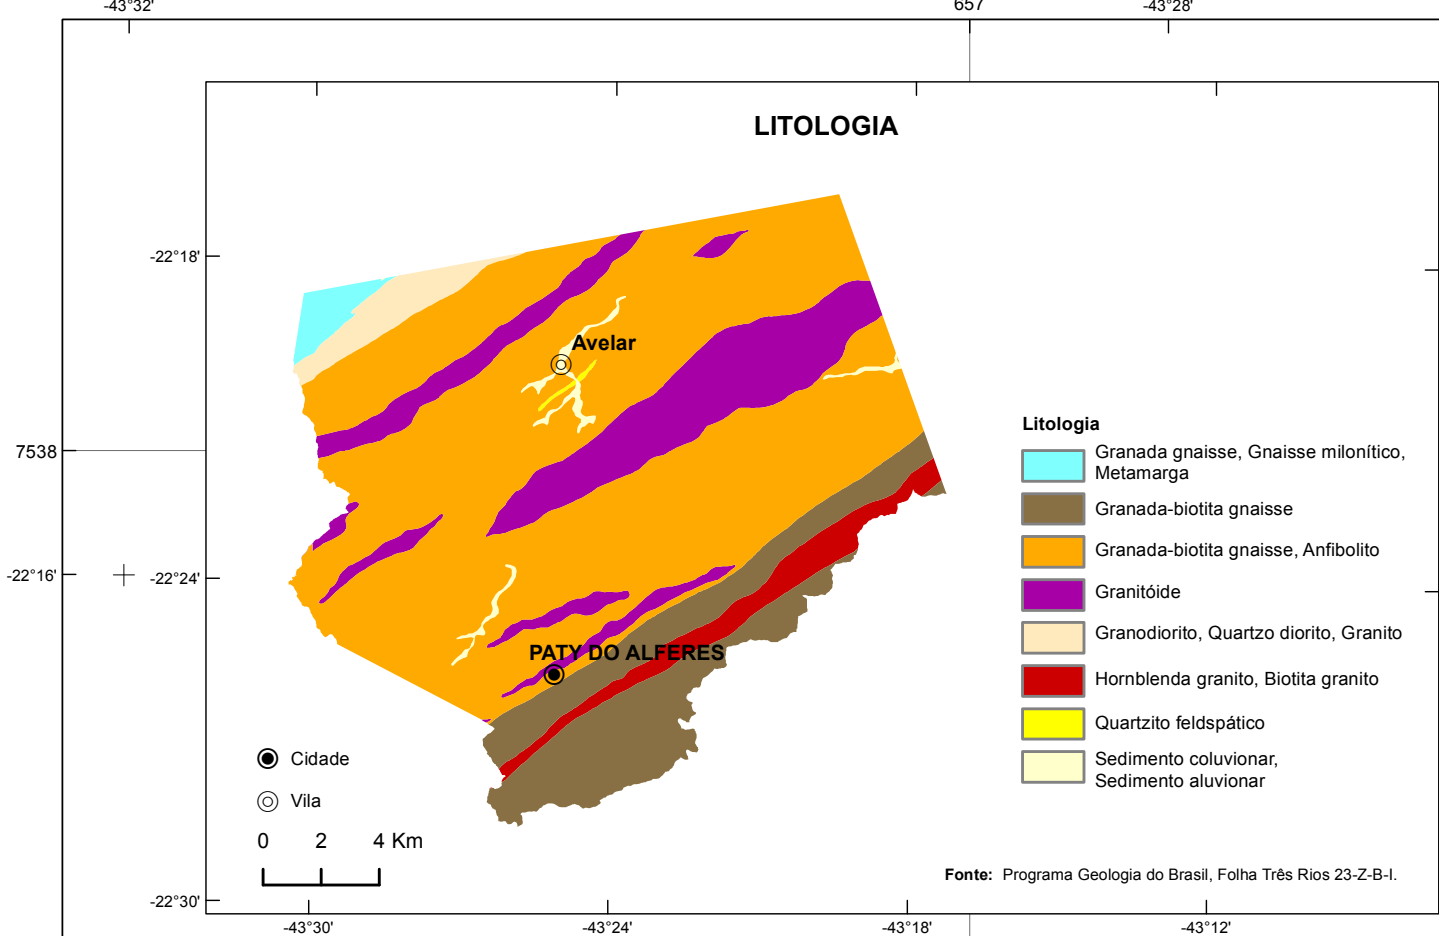 -43°32'
657
-43°28'
LITOLOGIA
-22°18'
Avelar
7538
-22°16'
-22°24'
PATY DO ALFERES
Cidade
Vila
0 2 4 Km
-22°30'
Litologia
Granada gnaisse, Gnaisse milonítico,
Metamarga
Granada-biotita gnaisse
Granada-biotita gnaisse, Anfibolito
Granitóide
Granodiorito, Quartzo diorito, Granito
Hornblenda granito, Biotita granito
Quartzito feldspático
Sedimento coluvionar,
Sedimento aluvionar
Fonte: Programa Geologia do Brasil, Folha Três Rios 23-Z-B-I.
-43°30'
-43°24'
-43°18'
-43°12'